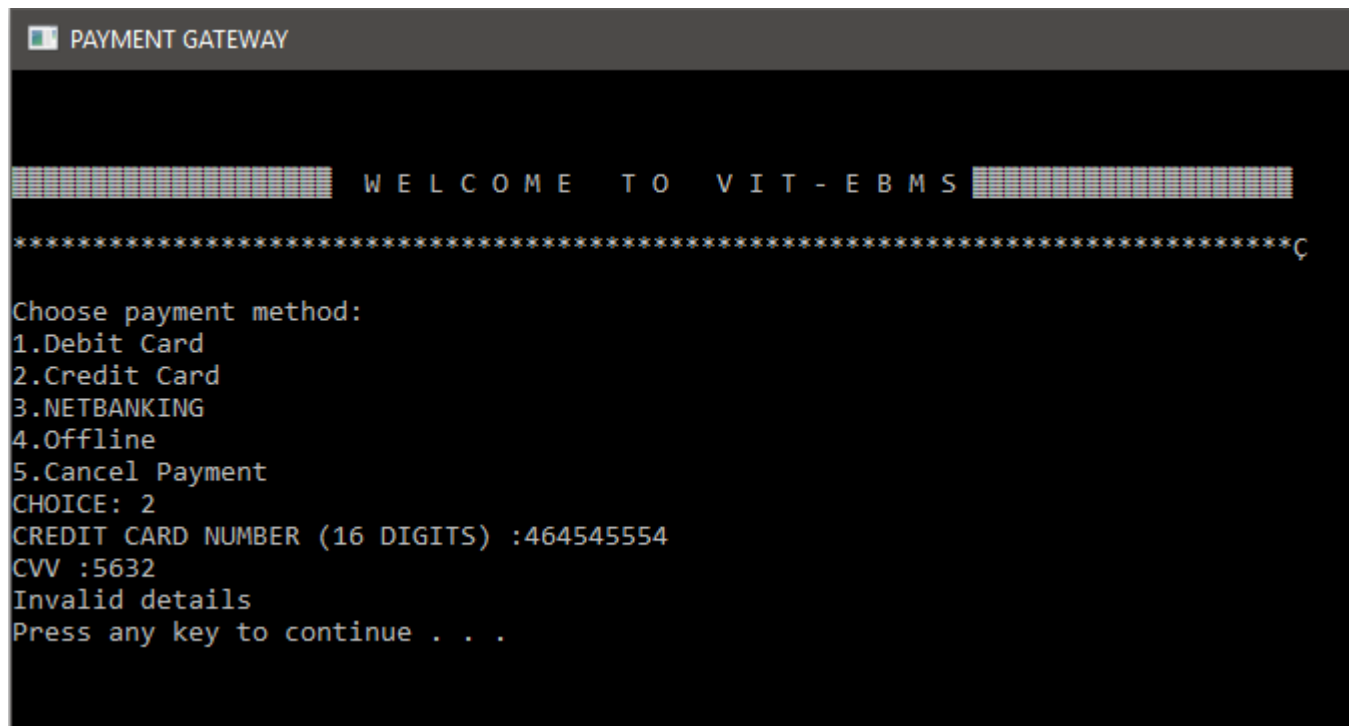 PAYMENT GATEWAY
▓▓▓▓▓▓▓▓▓▓▓▓▓▓▓▓▓▓▓▓ W E L C O M E T O V I T - E B M S ▓▓▓▓▓▓▓▓▓▓▓▓▓▓▓▓▓▓▓▓
********************************************************************************Ç
Choose payment method:
1.Debit Card
2.Credit Card
3.NETBANKING
4.Offline
5.Cancel Payment
CHOICE: 2
CREDIT CARD NUMBER (16 DIGITS) :464545554
CVV :5632
Invalid details
Press any key to continue . . .